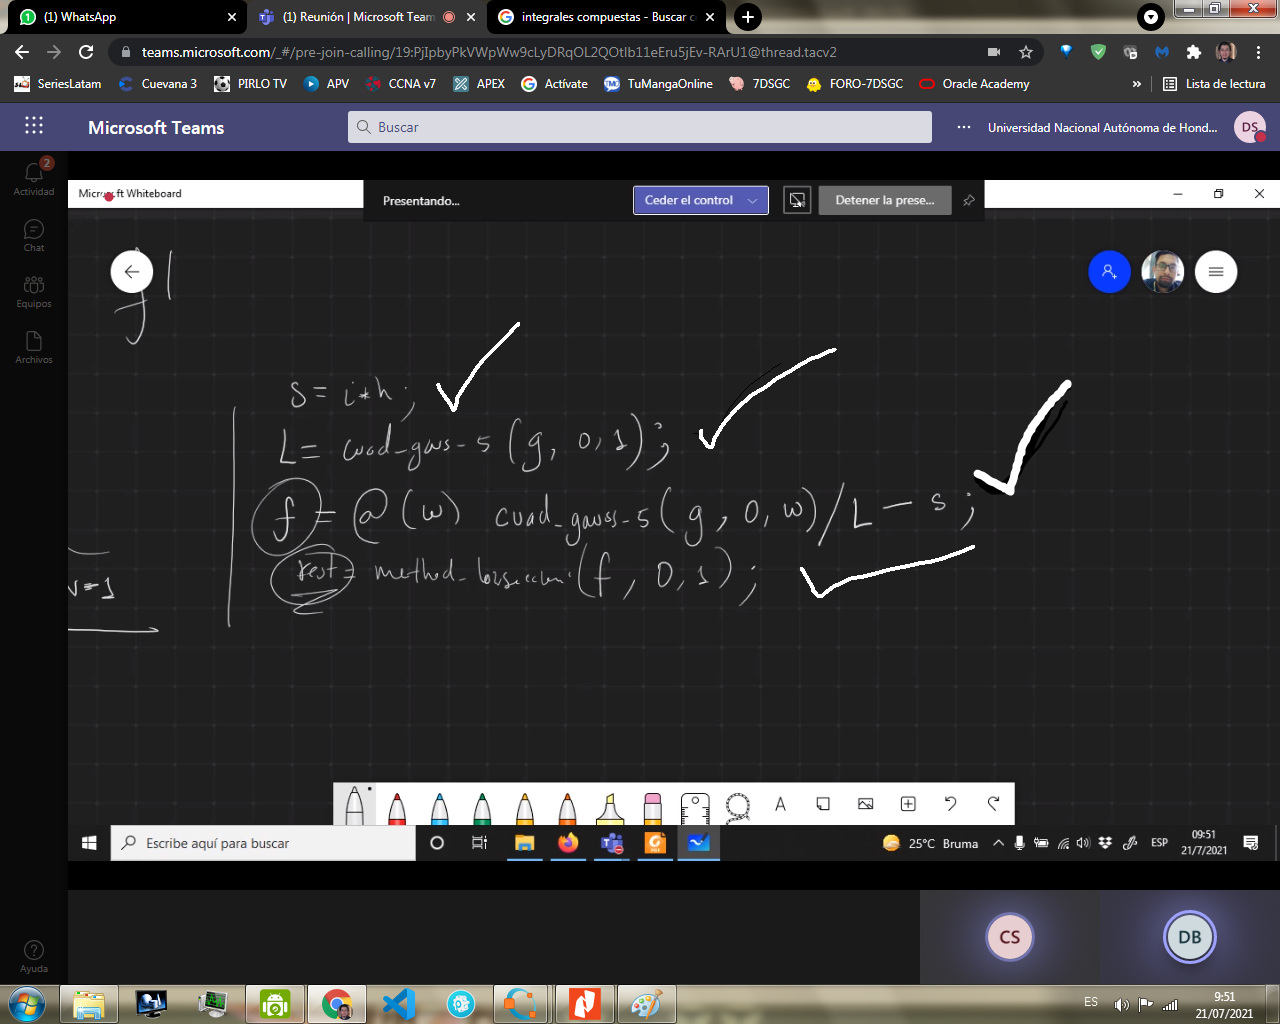 (1) WhatsApp
(1) Reunión | Microsoft Team
integrales compuestas - Buscar c
teams.microsoft.com/_#/pre-join-calling/19:PjIpbyPkVWpWw9cLyDRqOL2QOtIb11eEru5jEv-RArU1@thread.tacv2
SeriesLatam
Cuevana 3
PIRLO TV
APV
CCNA v7
APEX
Actívate
TuMangaOnline
7DSGC
FORO-7DSGC
Oracle Academy
»
Lista de lectura
Microsoft Teams
Buscar
Universidad Nacional Autónoma de Hond...
DS
2
Actividad
Chat
Equipos
Archivos
Microsoft Whiteboard
Presentando...
Ceder el control
Detener la prese...
s = i*h;
L = cuad_gaus-5(g, 0, 1);
f = @(w) cuad_gauss-5(g, 0, w)/L - s;
= 1
(f, 0, 1);
A
Escribe aquí para buscar
25°C Bruma
ESP
09:51
21/7/2021
CS
DB
Ayuda
ES
9:51
21/07/2021